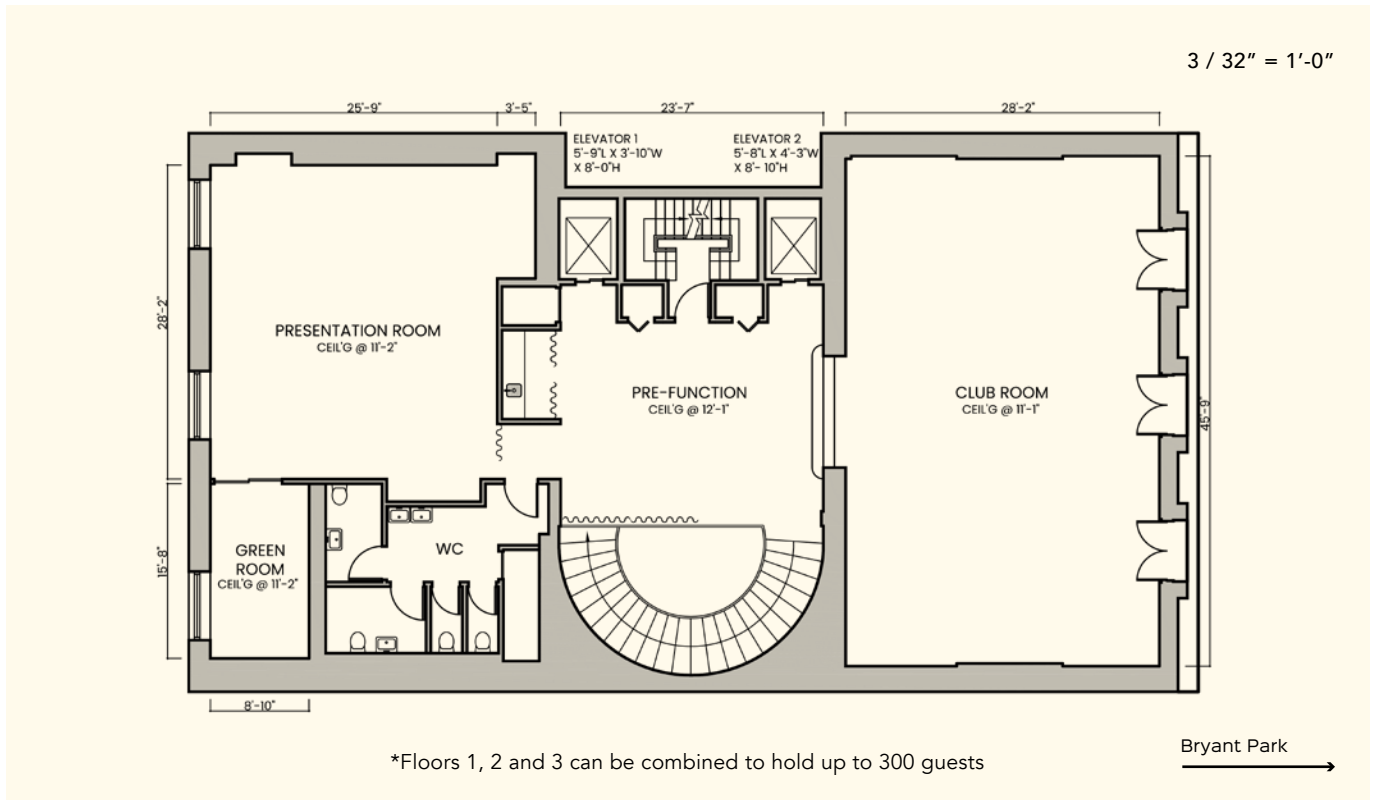 3 / 32” = 1’-0”
25'-9"
3'-5"
23'-7"
28'-2"
ELEVATOR 1
5'-9"L X 3'-10"W
X 8'-0"H
ELEVATOR 2
5'-8"L X 4'-3"W
X 8'- 10"H
28'-2"
PRESENTATION ROOM
CEIL'G @ 11'-2"
PRE-FUNCTION
CEIL'G @ 12'-1"
CLUB ROOM
CEIL'G @ 11'-1"
45'-9"
15'-8"
GREEN
ROOM
CEIL'G @ 11'-2"
WC
8'-10"
Bryant Park
*Floors 1, 2 and 3 can be combined to hold up to 300 guests